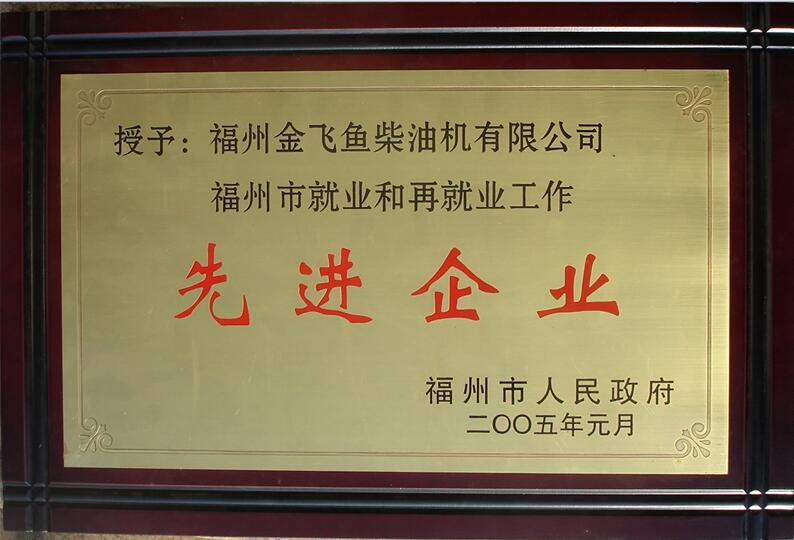 授予：福州金飞鱼柴油机有限公司
福州市就业和再就业工作
先进企业
福州市人民政府
二〇〇五年元月